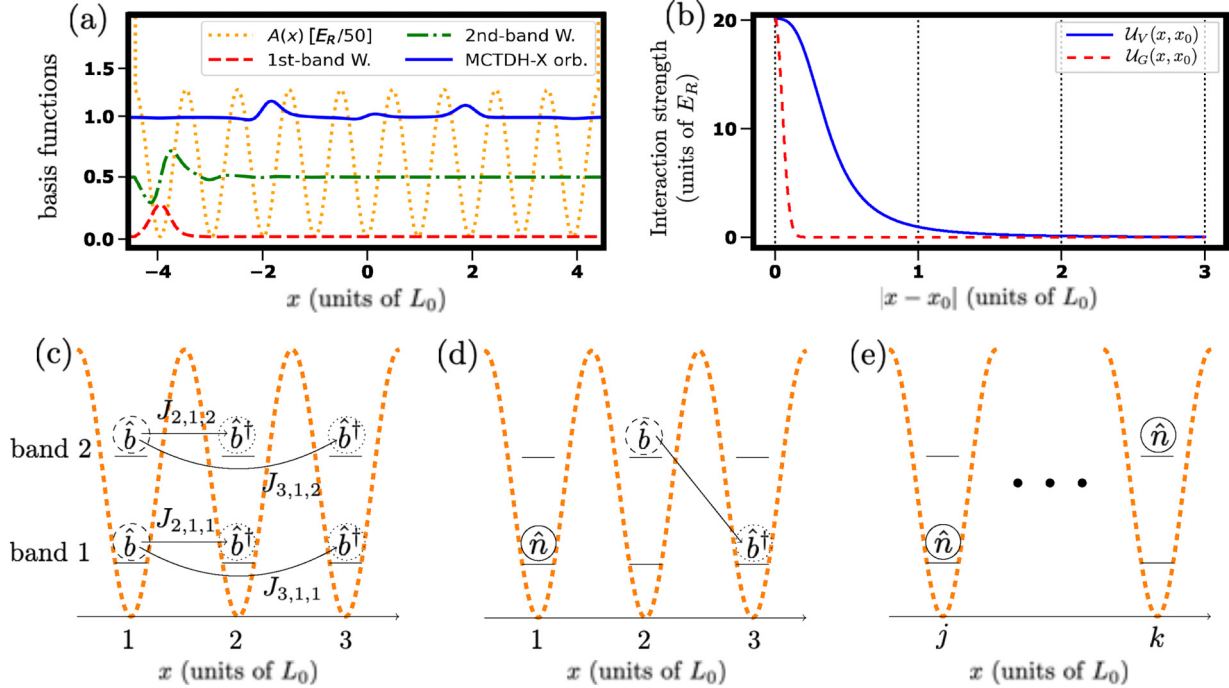 (a)
A(x) [E_R/50]
1st-band W.
2nd-band W.
MCTDH-X orb.
basis functions
1.5
1.0
0.5
0.0
−4 −2 0 2 4
x (units of L_0)
(b)
U_V(x, x_0)
U_G(x, x_0)
Interaction strength
(units of E_R)
20
10
0
0 1 2 3
|x − x_0| (units of L_0)
(c)
band 2
band 1
J_{2,1,2}
b̂ b̂† b̂†
J_{3,1,2}
J_{2,1,1}
b̂ b̂† b̂†
J_{3,1,1}
1 2 3
x (units of L_0)
(d)
b̂
n̂ b̂†
1 2 3
x (units of L_0)
(e)
n̂
• • •
n̂
j k
x (units of L_0)